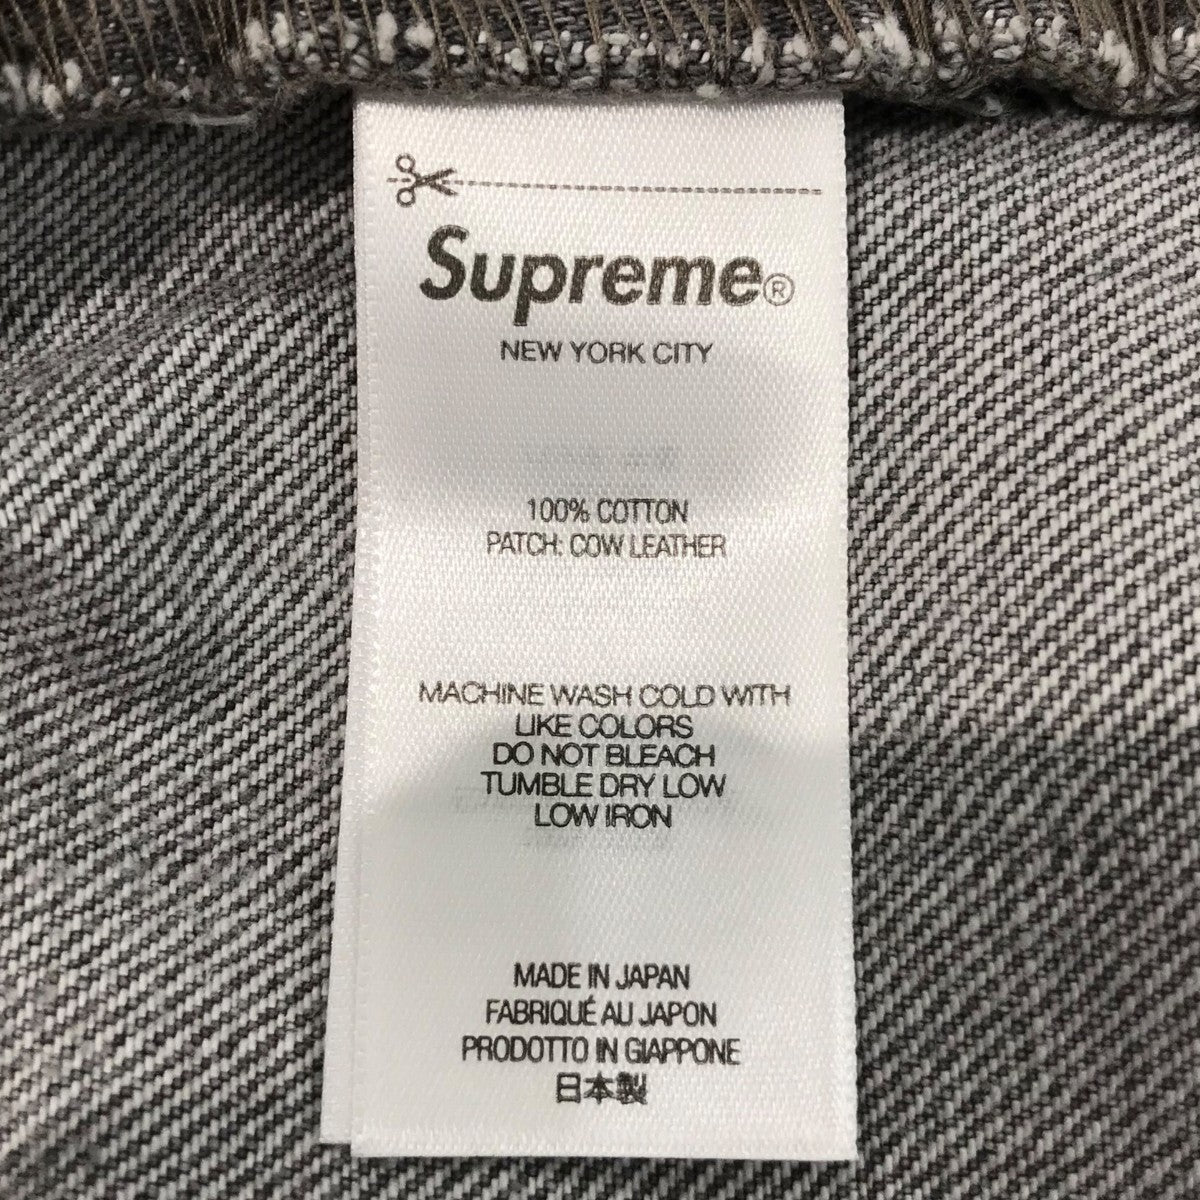 Supreme®
NEW YORK CITY
100% COTTON
PATCH: COW LEATHER
MACHINE WASH COLD WITH
LIKE COLORS
DO NOT BLEACH
TUMBLE DRY LOW
LOW IRON
MADE IN JAPAN
FABRIQUÉ AU JAPON
PRODOTTO IN GIAPPONE
日本製